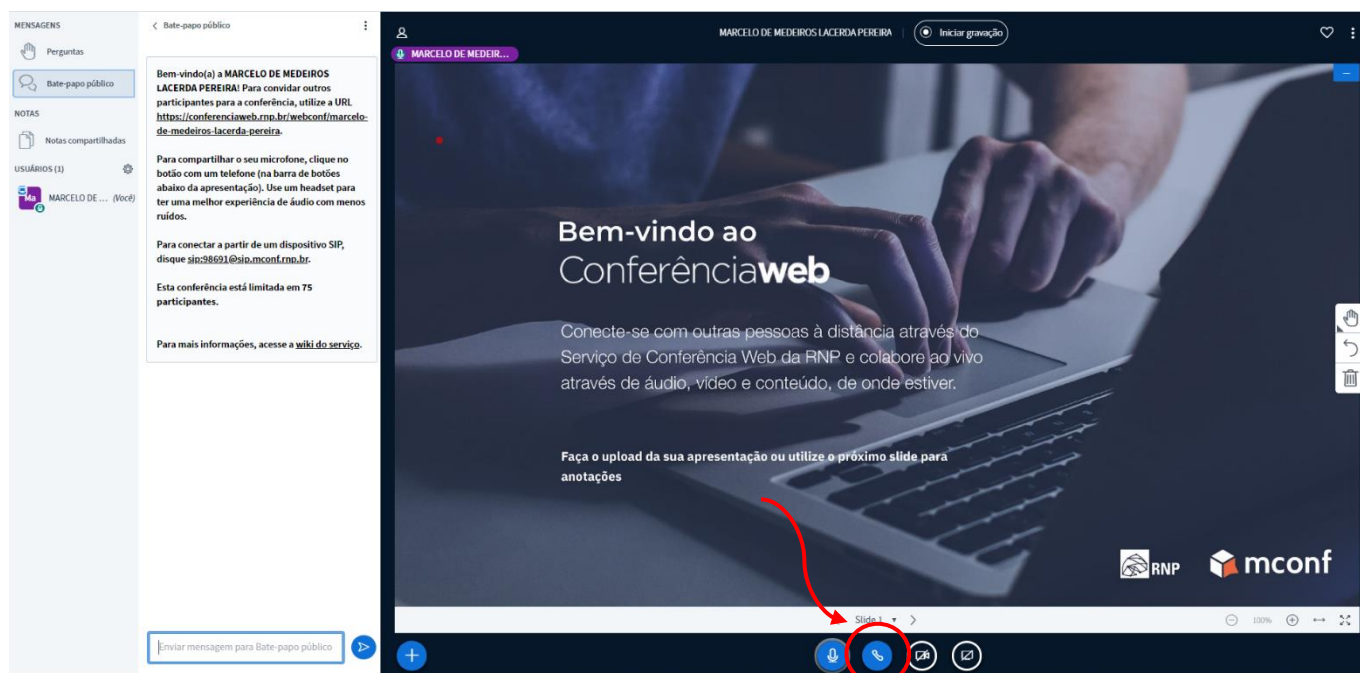 MENSAGENS
Perguntas
Bate-papo público
NOTAS
Notas compartilhadas
USUÁRIOS (1)
Ma
MARCELO DE ... (Você)
Bate-papo público
Bem-vindo(a) a MARCELO DE MEDEIROS
LACERDA PEREIRA! Para convidar outros
participantes para a conferência, utilize a URL
https://conferenciaweb.rnp.br/webconf/marcelo-
de-medeiros-lacerda-pereira.
Para compartilhar o seu microfone, clique no
botão com um telefone (na barra de botões
abaixo da apresentação). Use um headset para
ter uma melhor experiência de áudio com menos
ruídos.
Para conectar a partir de um dispositivo SIP,
disque sip:98691@sip.mconf.rnp.br.
Esta conferência está limitada em 75
participantes.
Para mais informações, acesse a wiki do serviço.
Enviar mensagem para Bate-papo público
MARCELO DE MEDEIROS LACERDA PEREIRA
Iniciar gravação
MARCELO DE MEDEIR...
Bem-vindo ao
Conferênciaweb
Conecte-se com outras pessoas à distância através do
Serviço de Conferência Web da RNP e colabore ao vivo
através de áudio, vídeo e conteúdo, de onde estiver.
Faça o upload da sua apresentação ou utilize o próximo slide para
anotações
RNP
mconf
Slide 1
100%